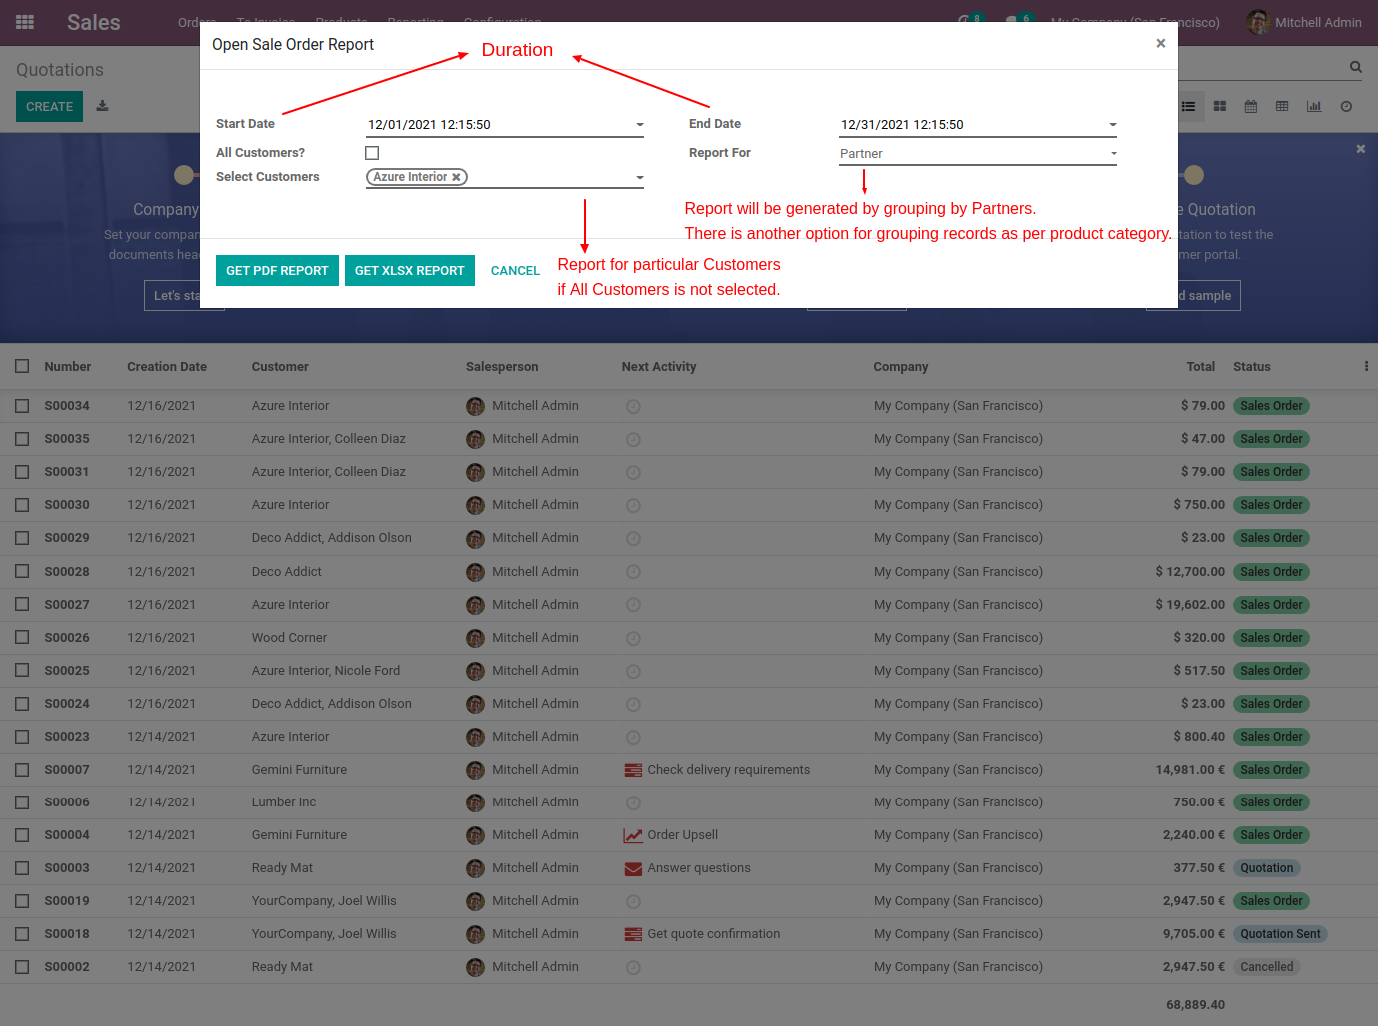 Sales Orders To Invoice Products Reporting Configuration 8 6 My Company (San Francisco) Mitchell Admin
Open Sale Order Report ×
Duration
Quotations
CREATE
Start Date 12/01/2021 12:15:50 End Date 12/31/2021 12:15:50
All Customers? Report For Partner
Select Customers Azure Interior ×
Report will be generated by grouping by Partners.
There is another option for grouping records as per product category.
GET PDF REPORT GET XLSX REPORT CANCEL
Report for particular Customers
if All Customers is not selected.
Company
Set your compan
documents hea
Let's sta
e Quotation
tation to test the
mer portal.
d sample
Number Creation Date Customer Salesperson Next Activity Company Total Status
S00034 12/16/2021 Azure Interior Mitchell Admin My Company (San Francisco) $ 79.00 Sales Order
S00035 12/16/2021 Azure Interior, Colleen Diaz Mitchell Admin My Company (San Francisco) $ 47.00 Sales Order
S00031 12/16/2021 Azure Interior, Colleen Diaz Mitchell Admin My Company (San Francisco) $ 79.00 Sales Order
S00030 12/16/2021 Azure Interior Mitchell Admin My Company (San Francisco) $ 750.00 Sales Order
S00029 12/16/2021 Deco Addict, Addison Olson Mitchell Admin My Company (San Francisco) $ 23.00 Sales Order
S00028 12/16/2021 Deco Addict Mitchell Admin My Company (San Francisco) $ 12,700.00 Sales Order
S00027 12/16/2021 Azure Interior Mitchell Admin My Company (San Francisco) $ 19,602.00 Sales Order
S00026 12/16/2021 Wood Corner Mitchell Admin My Company (San Francisco) $ 320.00 Sales Order
S00025 12/16/2021 Azure Interior, Nicole Ford Mitchell Admin My Company (San Francisco) $ 517.50 Sales Order
S00024 12/16/2021 Deco Addict, Addison Olson Mitchell Admin My Company (San Francisco) $ 23.00 Sales Order
S00023 12/14/2021 Azure Interior Mitchell Admin My Company (San Francisco) $ 800.40 Sales Order
S00007 12/14/2021 Gemini Furniture Mitchell Admin Check delivery requirements My Company (San Francisco) 14,981.00 € Sales Order
S00006 12/14/2021 Lumber Inc Mitchell Admin My Company (San Francisco) 750.00 € Sales Order
S00004 12/14/2021 Gemini Furniture Mitchell Admin Order Upsell My Company (San Francisco) 2,240.00 € Sales Order
S00003 12/14/2021 Ready Mat Mitchell Admin Answer questions My Company (San Francisco) 377.50 € Quotation
S00019 12/14/2021 YourCompany, Joel Willis Mitchell Admin My Company (San Francisco) 2,947.50 € Sales Order
S00018 12/14/2021 YourCompany, Joel Willis Mitchell Admin Get quote confirmation My Company (San Francisco) 9,705.00 € Quotation Sent
S00002 12/14/2021 Ready Mat Mitchell Admin My Company (San Francisco) 2,947.50 € Cancelled
68,889.40